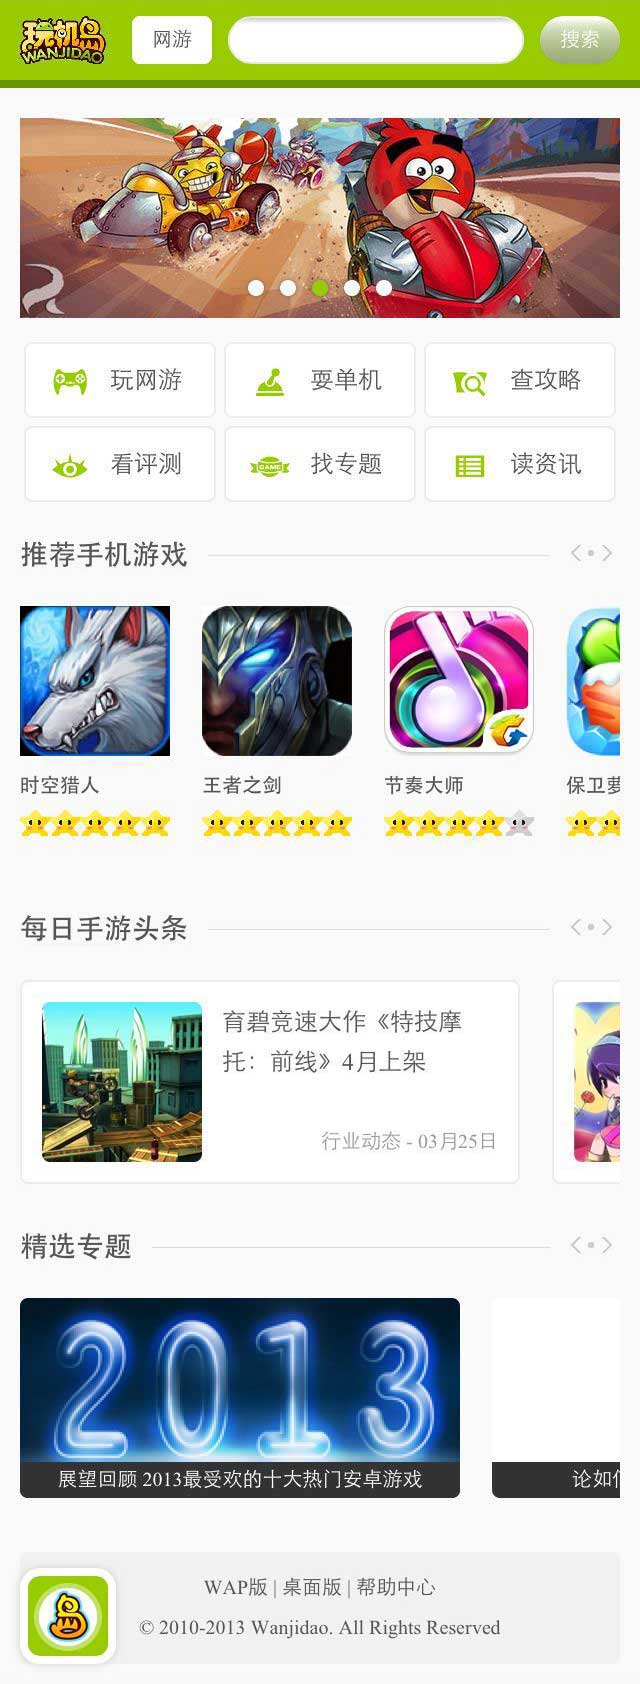 玩机岛
WANJIDAO
网游
搜索
玩网游
耍单机
查攻略
看评测
GAME
找专题
读资讯
推荐手机游戏
时空猎人
王者之剑
节奏大师
保卫萝
每日手游头条
育碧竞速大作《特技摩
托：前线》4月上架
行业动态 - 03月25日
精选专题
2013
展望回顾 2013最受欢的十大热门安卓游戏
论如何
WAP版 | 桌面版 | 帮助中心
© 2010-2013 Wanjidao. All Rights Reserved